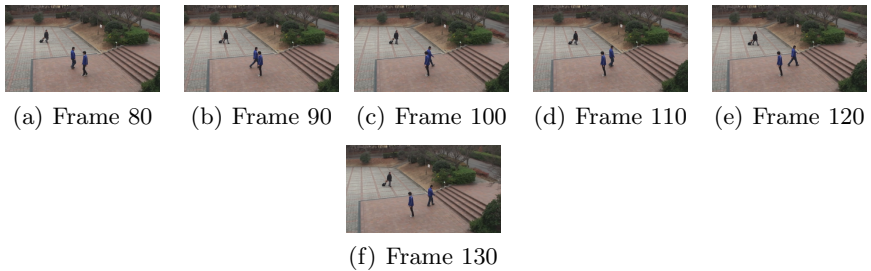 (a) Frame 80
(b) Frame 90
(c) Frame 100
(d) Frame 110
(e) Frame 120
(f) Frame 130